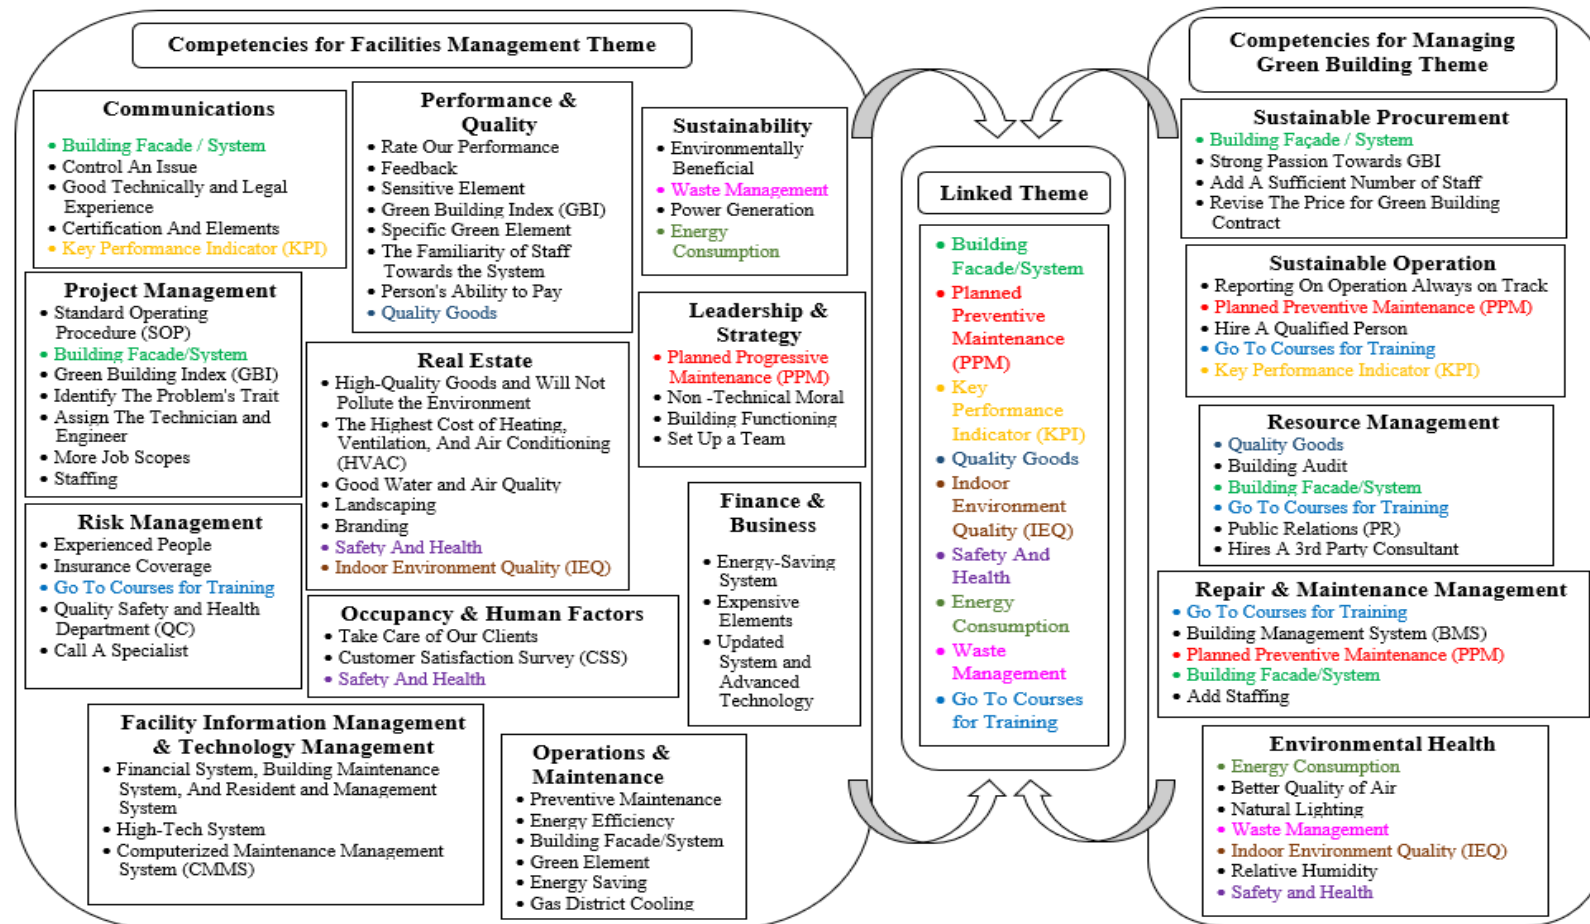 Competencies for Facilities Management Theme
Communications
• Building Facade / System
• Control An Issue
• Good Technically and Legal
Experience
• Certification And Elements
• Key Performance Indicator (KPI)
Performance &
Quality
• Rate Our Performance
• Feedback
• Sensitive Element
• Green Building Index (GBI)
• Specific Green Element
• The Familiarity of Staff
Towards the System
• Person's Ability to Pay
• Quality Goods
Sustainability
• Environmentally
Beneficial
• Waste Management
• Power Generation
• Energy
Consumption
Project Management
• Standard Operating
Procedure (SOP)
• Building Facade/System
• Green Building Index (GBI)
• Identify The Problem's Trait
• Assign The Technician and
Engineer
• More Job Scopes
• Staffing
Real Estate
• High-Quality Goods and Will Not
Pollute the Environment
• The Highest Cost of Heating,
Ventilation, And Air Conditioning
(HVAC)
• Good Water and Air Quality
• Landscaping
• Branding
• Safety And Health
• Indoor Environment Quality (IEQ)
Leadership &
Strategy
• Planned Progressive
Maintenance (PPM)
• Non -Technical Moral
• Building Functioning
• Set Up a Team
Risk Management
• Experienced People
• Insurance Coverage
• Go To Courses for Training
• Quality Safety and Health
Department (QC)
• Call A Specialist
Occupancy & Human Factors
• Take Care of Our Clients
• Customer Satisfaction Survey (CSS)
• Safety And Health
Finance &
Business
• Energy-Saving
System
• Expensive
Elements
• Updated
System and
Advanced
Technology
Facility Information Management
& Technology Management
• Financial System, Building Maintenance
System, And Resident and Management
System
• High-Tech System
• Computerized Maintenance Management
System (CMMS)
Operations &
Maintenance
• Preventive Maintenance
• Energy Efficiency
• Building Facade/System
• Green Element
• Energy Saving
• Gas District Cooling
Linked Theme
• Building
Facade/System
• Planned
Preventive
Maintenance
(PPM)
• Key
Performance
Indicator (KPI)
• Quality Goods
• Indoor
Environment
Quality (IEQ)
• Safety And
Health
• Energy
Consumption
• Waste
Management
• Go To Courses
for Training
Competencies for Managing
Green Building Theme
Sustainable Procurement
• Building Façade / System
• Strong Passion Towards GBI
• Add A Sufficient Number of Staff
• Revise The Price for Green Building
Contract
Sustainable Operation
• Reporting On Operation Always on Track
• Planned Preventive Maintenance (PPM)
• Hire A Qualified Person
• Go To Courses for Training
• Key Performance Indicator (KPI)
Resource Management
• Quality Goods
• Building Audit
• Building Facade/System
• Go To Courses for Training
• Public Relations (PR)
• Hires A 3rd Party Consultant
Repair & Maintenance Management
• Go To Courses for Training
• Building Management System (BMS)
• Planned Preventive Maintenance (PPM)
• Building Facade/System
• Add Staffing
Environmental Health
• Energy Consumption
• Better Quality of Air
• Natural Lighting
• Waste Management
• Indoor Environment Quality (IEQ)
• Relative Humidity
• Safety and Health